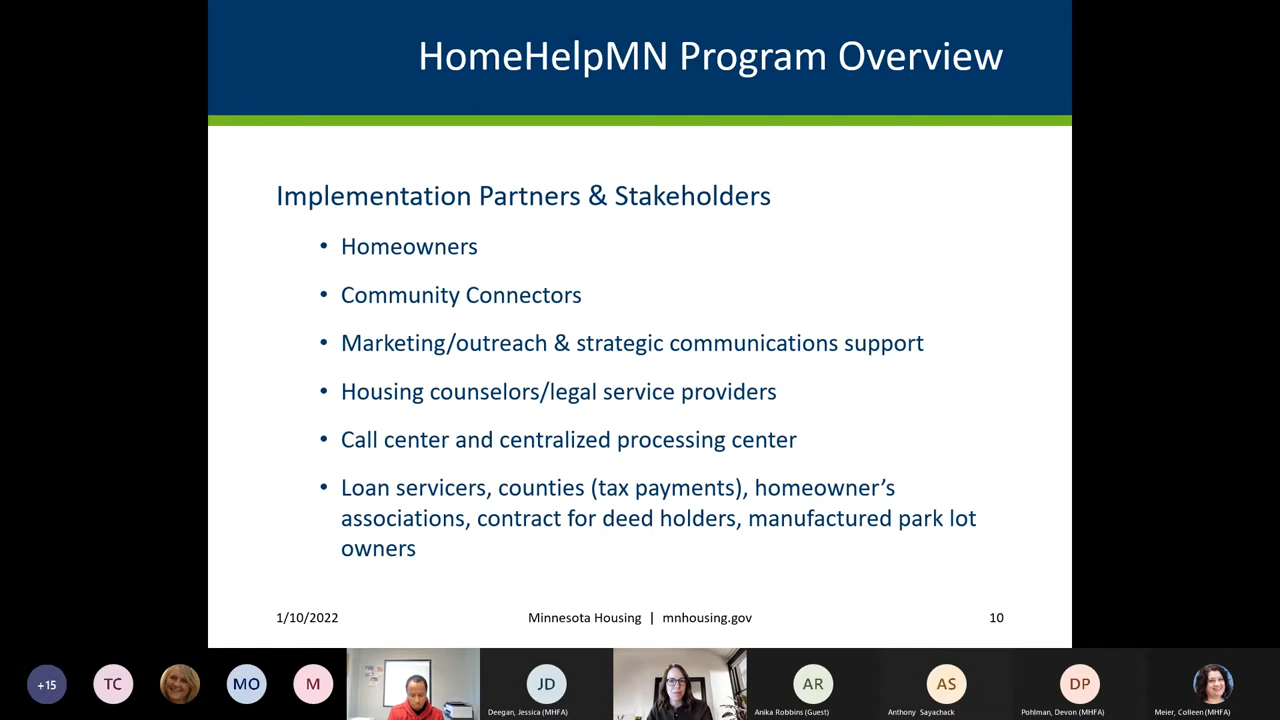 HomeHelpMN Program Overview
Implementation Partners & Stakeholders
• Homeowners
• Community Connectors
• Marketing/outreach & strategic communications support
• Housing counselors/legal service providers
• Call center and centralized processing center
• Loan servicers, counties (tax payments), homeowner’s
associations, contract for deed holders, manufactured park lot
owners
1/10/2022 Minnesota Housing | mnhousing.gov 10
+15 TC MO M JD AR AS DP
Deegan, Jessica (MHFA) Anika Robbins (Guest) Anthony Sayachack Pohlman, Devon (MHFA) Meier, Colleen (MHFA)